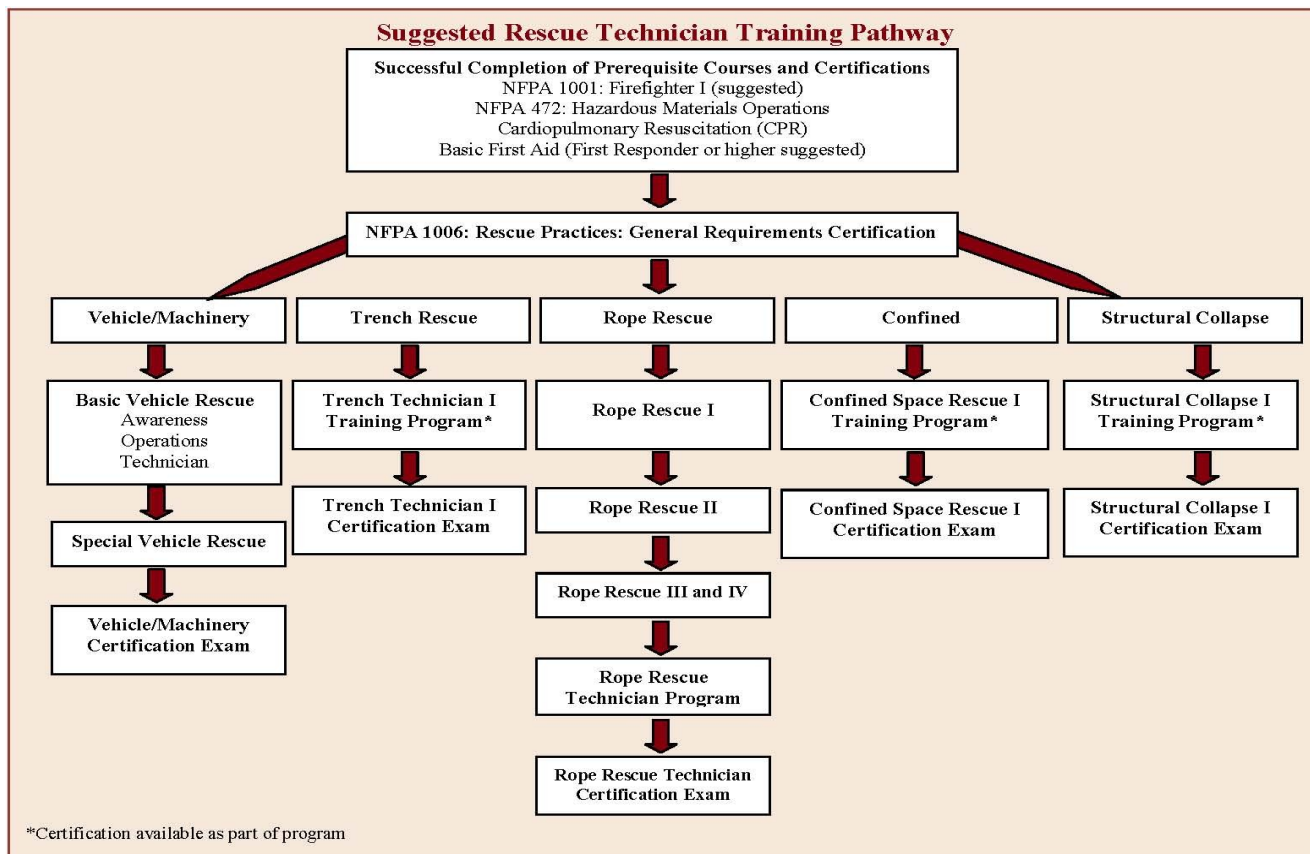 Suggested Rescue Technician Training Pathway
Successful Completion of Prerequisite Courses and Certifications
NFPA 1001: Firefighter I (suggested)
NFPA 472: Hazardous Materials Operations
Cardiopulmonary Resuscitation (CPR)
Basic First Aid (First Responder or higher suggested)
NFPA 1006: Rescue Practices: General Requirements Certification
Vehicle/Machinery
Basic Vehicle Rescue
Awareness
Operations
Technician
Special Vehicle Rescue
Vehicle/Machinery
Certification Exam
Trench Rescue
Trench Technician I
Training Program*
Trench Technician I
Certification Exam
Rope Rescue
Rope Rescue I
Rope Rescue II
Rope Rescue III and IV
Rope Rescue
Technician Program
Rope Rescue Technician
Certification Exam
Confined
Confined Space Rescue I
Training Program*
Confined Space Rescue I
Certification Exam
Structural Collapse
Structural Collapse I
Training Program*
Structural Collapse I
Certification Exam
*Certification available as part of program